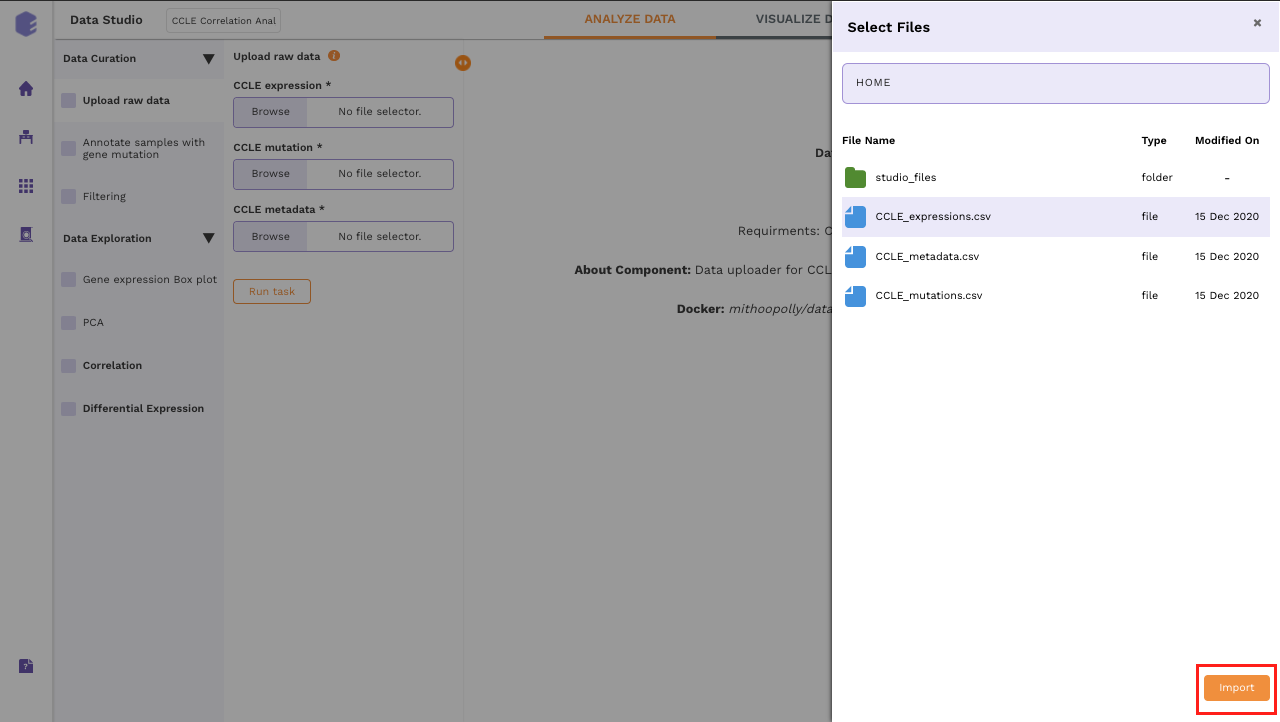 Data Studio
CCLE Correlation Anal
ANALYZE DATA
VISUALIZE D
Data Curation
Upload raw data
Annotate samples with
gene mutation
Filtering
Data Exploration
Gene expression Box plot
PCA
Correlation
Differential Expression
?
Upload raw data i
CCLE expression *
Browse No file selector.
CCLE mutation *
Browse No file selector.
CCLE metadata *
Browse No file selector.
Run task
Da
Requirments: C
About Component: Data uploader for CCL
Docker: mithoopolly/data
Select Files
×
HOME
File Name Type Modified On
studio_files folder -
CCLE_expressions.csv file 15 Dec 2020
CCLE_metadata.csv file 15 Dec 2020
CCLE_mutations.csv file 15 Dec 2020
Import